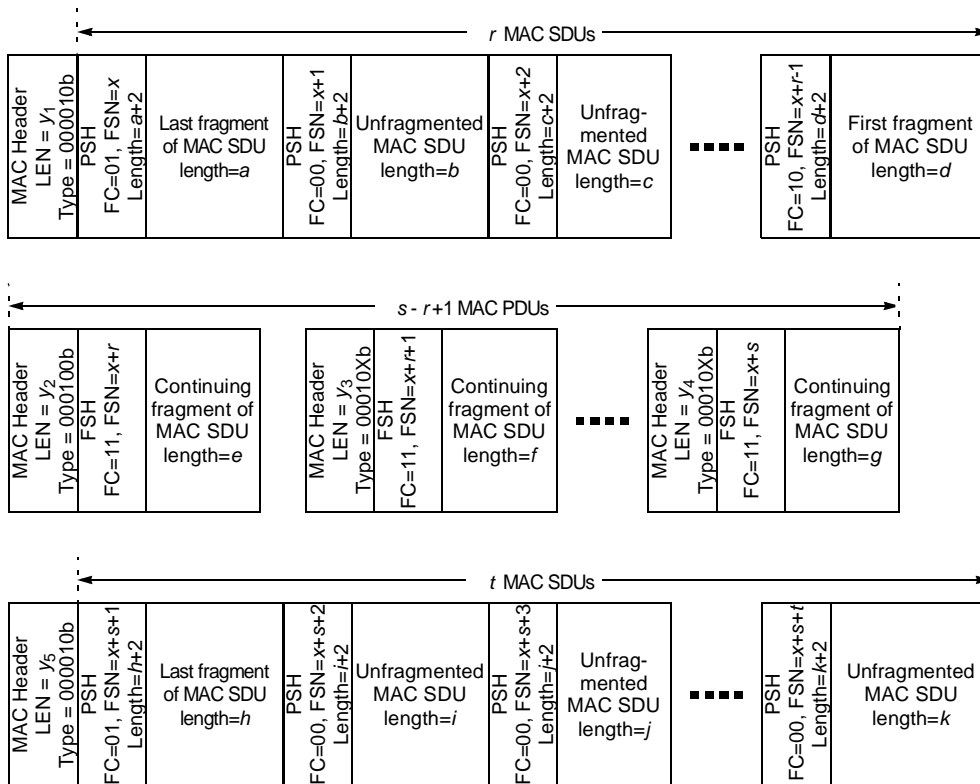 r MAC SDUs
MAC Header
LEN = y1
Type = 0000010b
PSH
FC=01, FSN=x
Length=a+2
Last fragment
of MAC SDU
length=a
PSH
FC=00, FSN=x+1
Length=b+2
Unfragmented
MAC SDU
length=b
PSH
FC=00, FSN=x+2
Length=c+2
Unfrag-
mented
MAC SDU
length=c
PSH
FC=10, FSN=x+r-1
Length=d+2
First fragment
of MAC SDU
length=d
s - r+1 MAC PDUs
MAC Header
LEN = y2
Type = 000100b
FSH
FC=11, FSN=x+r
Continuing
fragment of
MAC SDU
length=e
MAC Header
LEN = y3
Type = 00010Xb
FSH
FC=11, FSN=x+r+1
Continuing
fragment of
MAC SDU
length=f
MAC Header
LEN = y4
Type = 00010Xb
FSH
FC=11, FSN=x+s
Continuing
fragment of
MAC SDU
length=g
t MAC SDUs
MAC Header
LEN = y5
Type = 000010b
PSH
FC=01, FSN=x+s+1
Length=h+2
Last fragment
of MAC SDU
length=h
PSH
FC=00, FSN=x+s+2
Length=i+2
Unfragmented
MAC SDU
length=i
PSH
FC=00, FSN=x+s+3
Length=j+2
Unfrag-
mented
MAC SDU
length=j
PSH
FC=00, FSN=x+s+t
Length=k+2
Unfragmented
MAC SDU
length=k